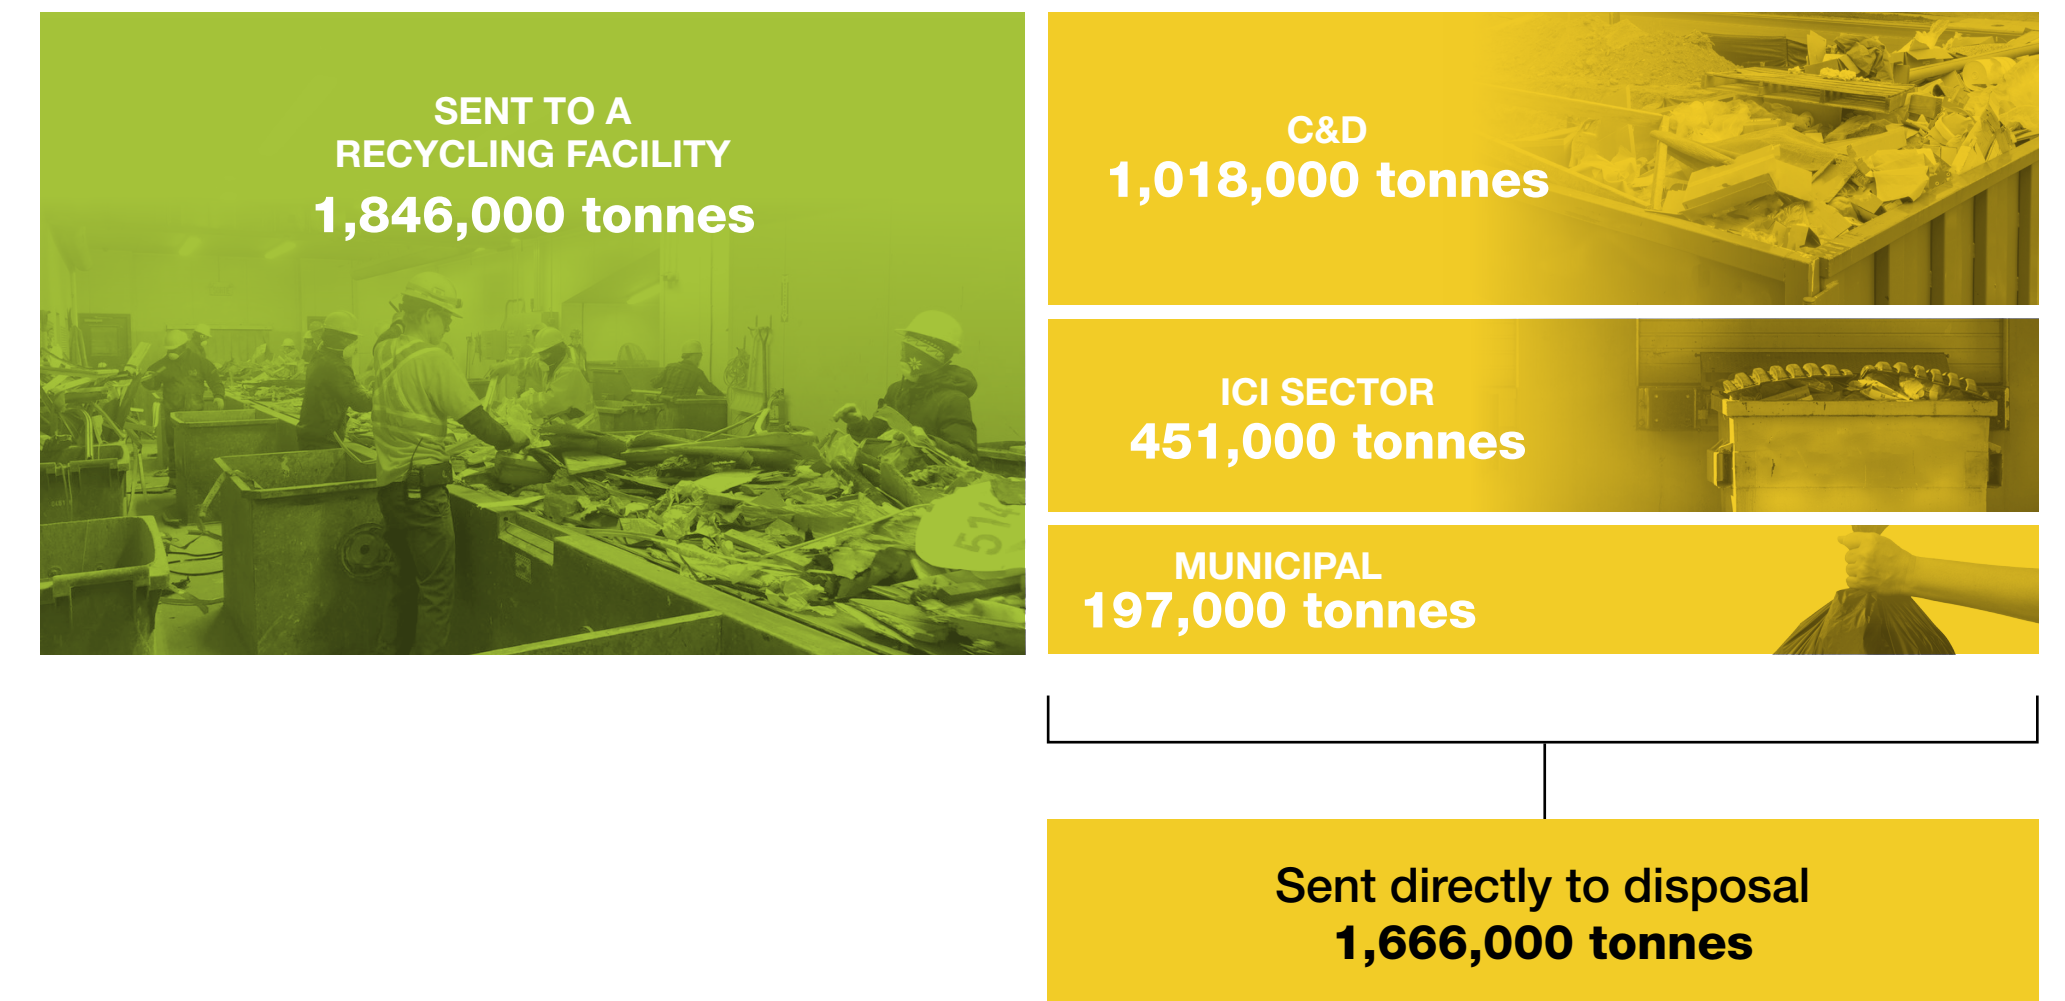 SENT TO A
RECYCLING FACILITY
1,846,000 tonnes
514
C&D
1,018,000 tonnes
ICI SECTOR
451,000 tonnes
MUNICIPAL
197,000 tonnes
Sent directly to disposal
1,666,000 tonnes